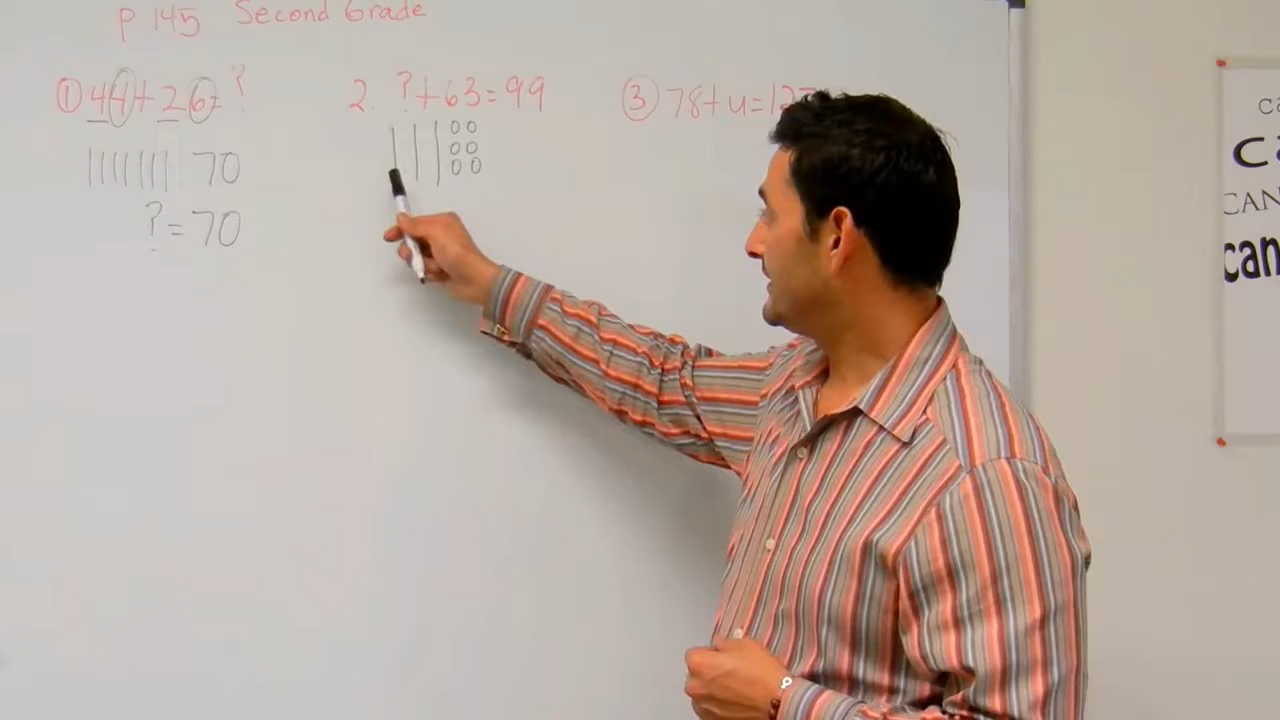 p 145 Second Grade
① 44+26=?
70
?=70
2. ?+63=99
③ 78+u=12
ca
CAN
can